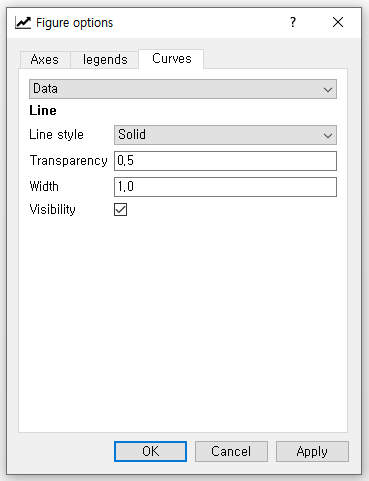 Figure options
?
Axes
legends
Curves
Data
Line
Line style
Solid
Transparency
0.5
Width
1.0
Visibility
OK
Cancel
Apply